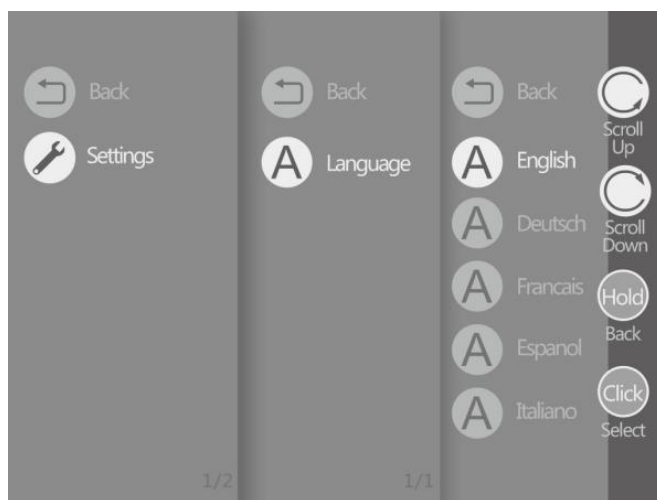 Back
Settings
1/2
Back
A Language
1/1
Back
A English
A Deutsch
A Francais
A Espanol
A Italiano
Scroll
Up
Scroll
Down
Hold
Back
Click
Select